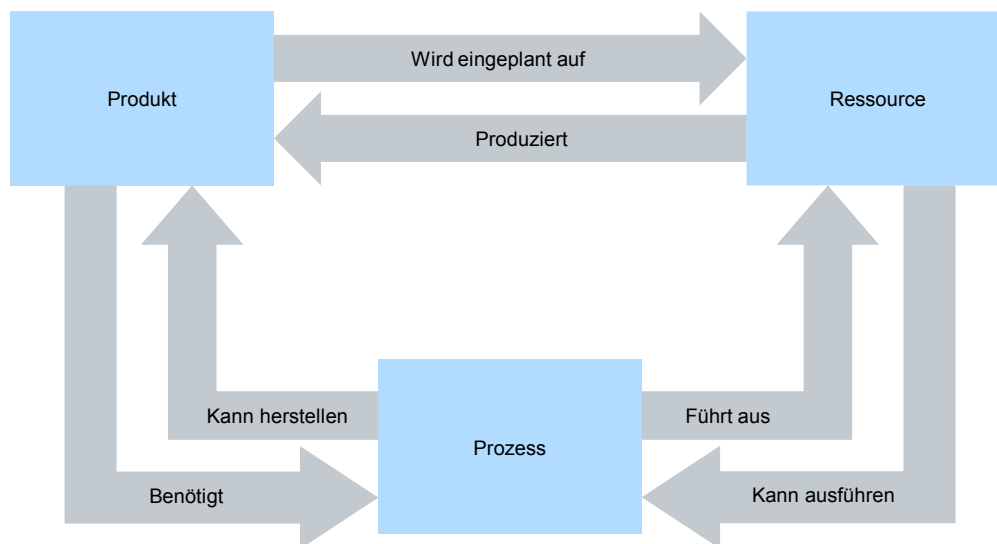 Wird eingeplant auf
Produkt
Ressource
Produziert
Kann herstellen
Führt aus
Prozess
Benötigt
Kann ausführen